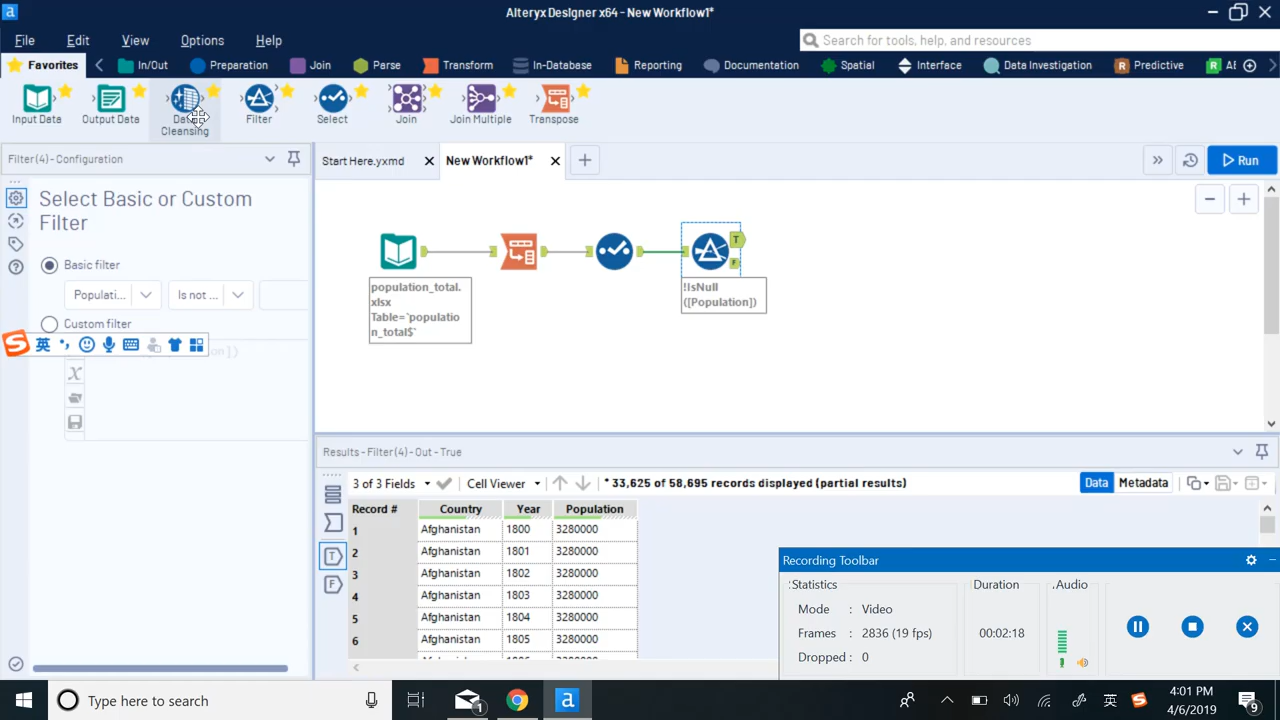 Alteryx Designer x64 - New Workflow1*
File Edit View Options Help
Search for tools, help, and resources
Favorites In/Out Preparation Join Parse Transform In-Database Reporting Documentation Spatial Interface Data Investigation Predictive AE
Input Data Output Data Cleansing Filter Select Join Join Multiple Transpose
Filter(4) - Configuration
Start Here.yxmd New Workflow1* Run
Select Basic or Custom
Filter
Basic filter
Populati... Is not ...
Custom filter
英
ion])
population_total.
xlsx
Table=`populatio
n_total$`
!IsNull
([Population])
Results - Filter(4) - Out - True
3 of 3 Fields Cell Viewer * 33,625 of 58,695 records displayed (partial results) Data Metadata
Record # Country Year Population
1 Afghanistan 1800 3280000
2 Afghanistan 1801 3280000
3 Afghanistan 1802 3280000
4 Afghanistan 1803 3280000
5 Afghanistan 1804 3280000
6 Afghanistan 1805 3280000
Recording Toolbar
Statistics Duration Audio
Mode : Video
Frames : 2836 (19 fps) 00:02:18
Dropped : 0
Type here to search
1
英
4:01 PM
4/6/2019
9